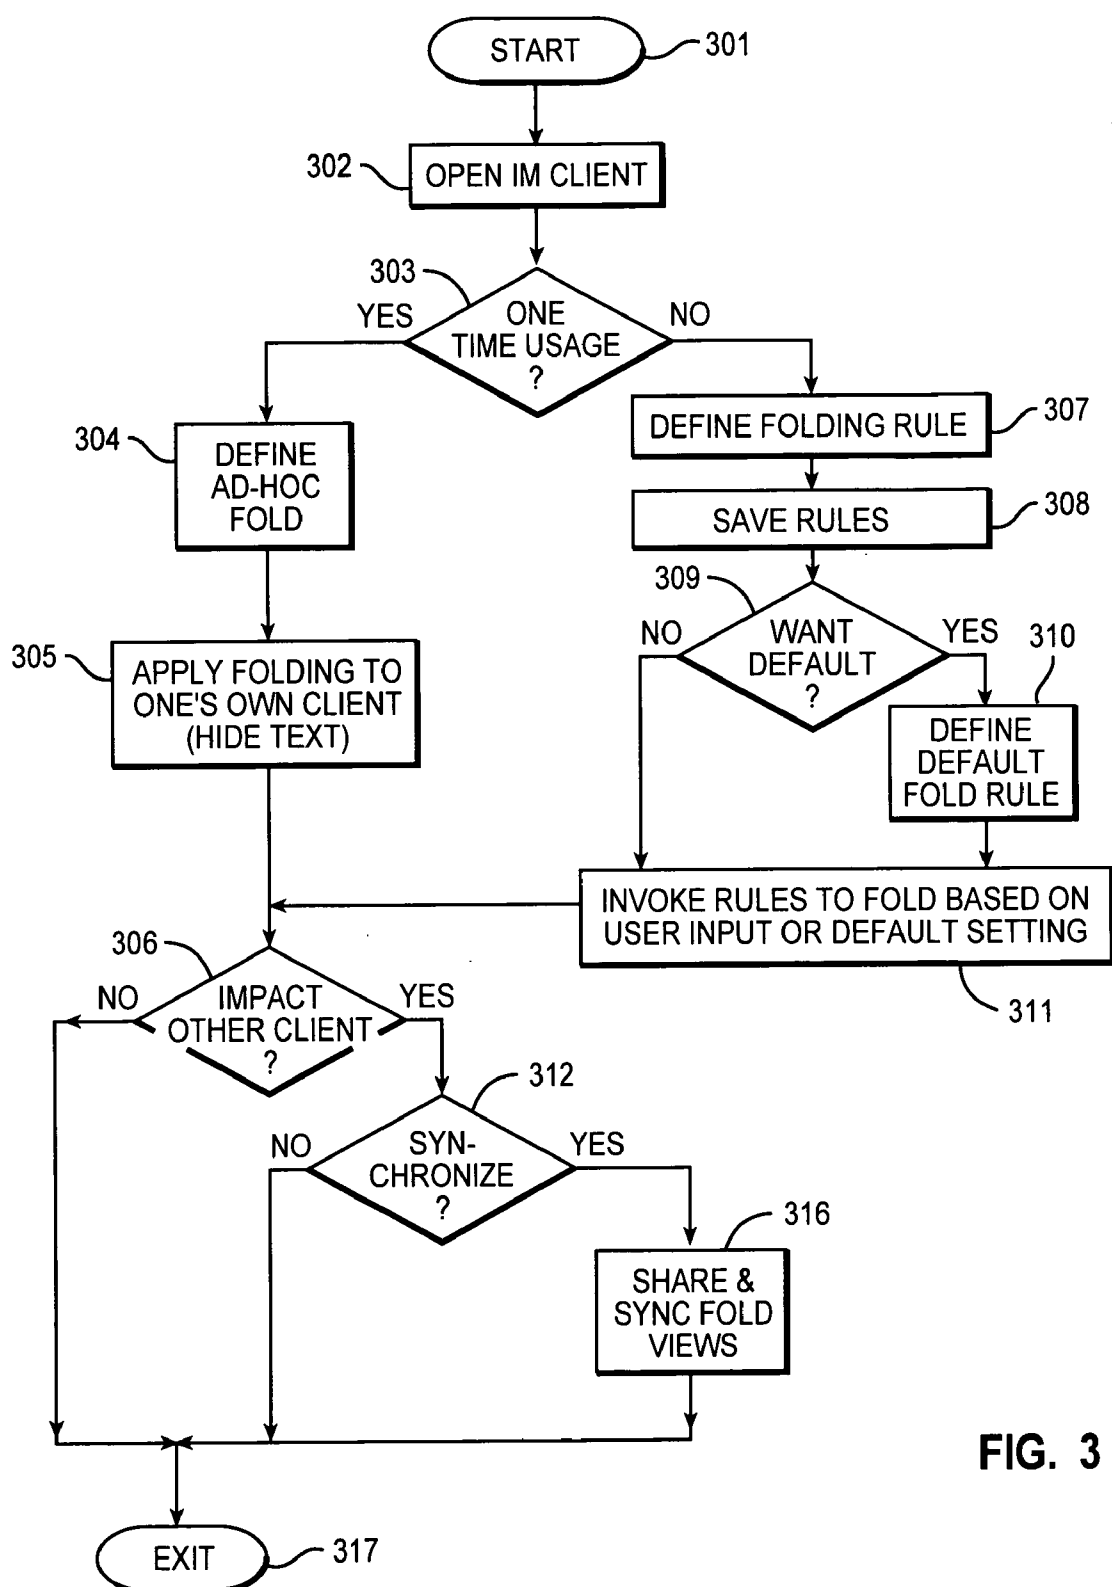 START
301
302
OPEN IM CLIENT
303
YES
ONE
TIME USAGE
?
NO
304
DEFINE
AD-HOC
FOLD
DEFINE FOLDING RULE
307
SAVE RULES
308
309
NO
WANT
DEFAULT
?
YES
310
305
APPLY FOLDING TO
ONE'S OWN CLIENT
(HIDE TEXT)
DEFINE
DEFAULT
FOLD RULE
INVOKE RULES TO FOLD BASED ON
USER INPUT OR DEFAULT SETTING
311
306
NO
IMPACT
OTHER CLIENT
?
YES
312
NO
SYN-
CHRONIZE
?
YES
316
SHARE &
SYNC FOLD
VIEWS
FIG. 3
EXIT
317